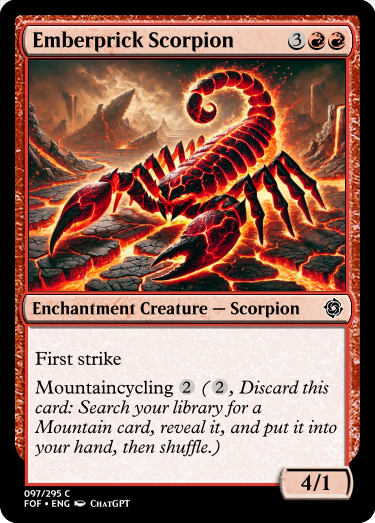 Emberprick Scorpion 3
Enchantment Creature — Scorpion
First strike
Mountaincycling 2 ( 2, Discard this
card: Search your library for a
Mountain card, reveal it, and put it into
your hand, then shuffle.)
4/1
097/295 C
FOF • ENG ChatGPT